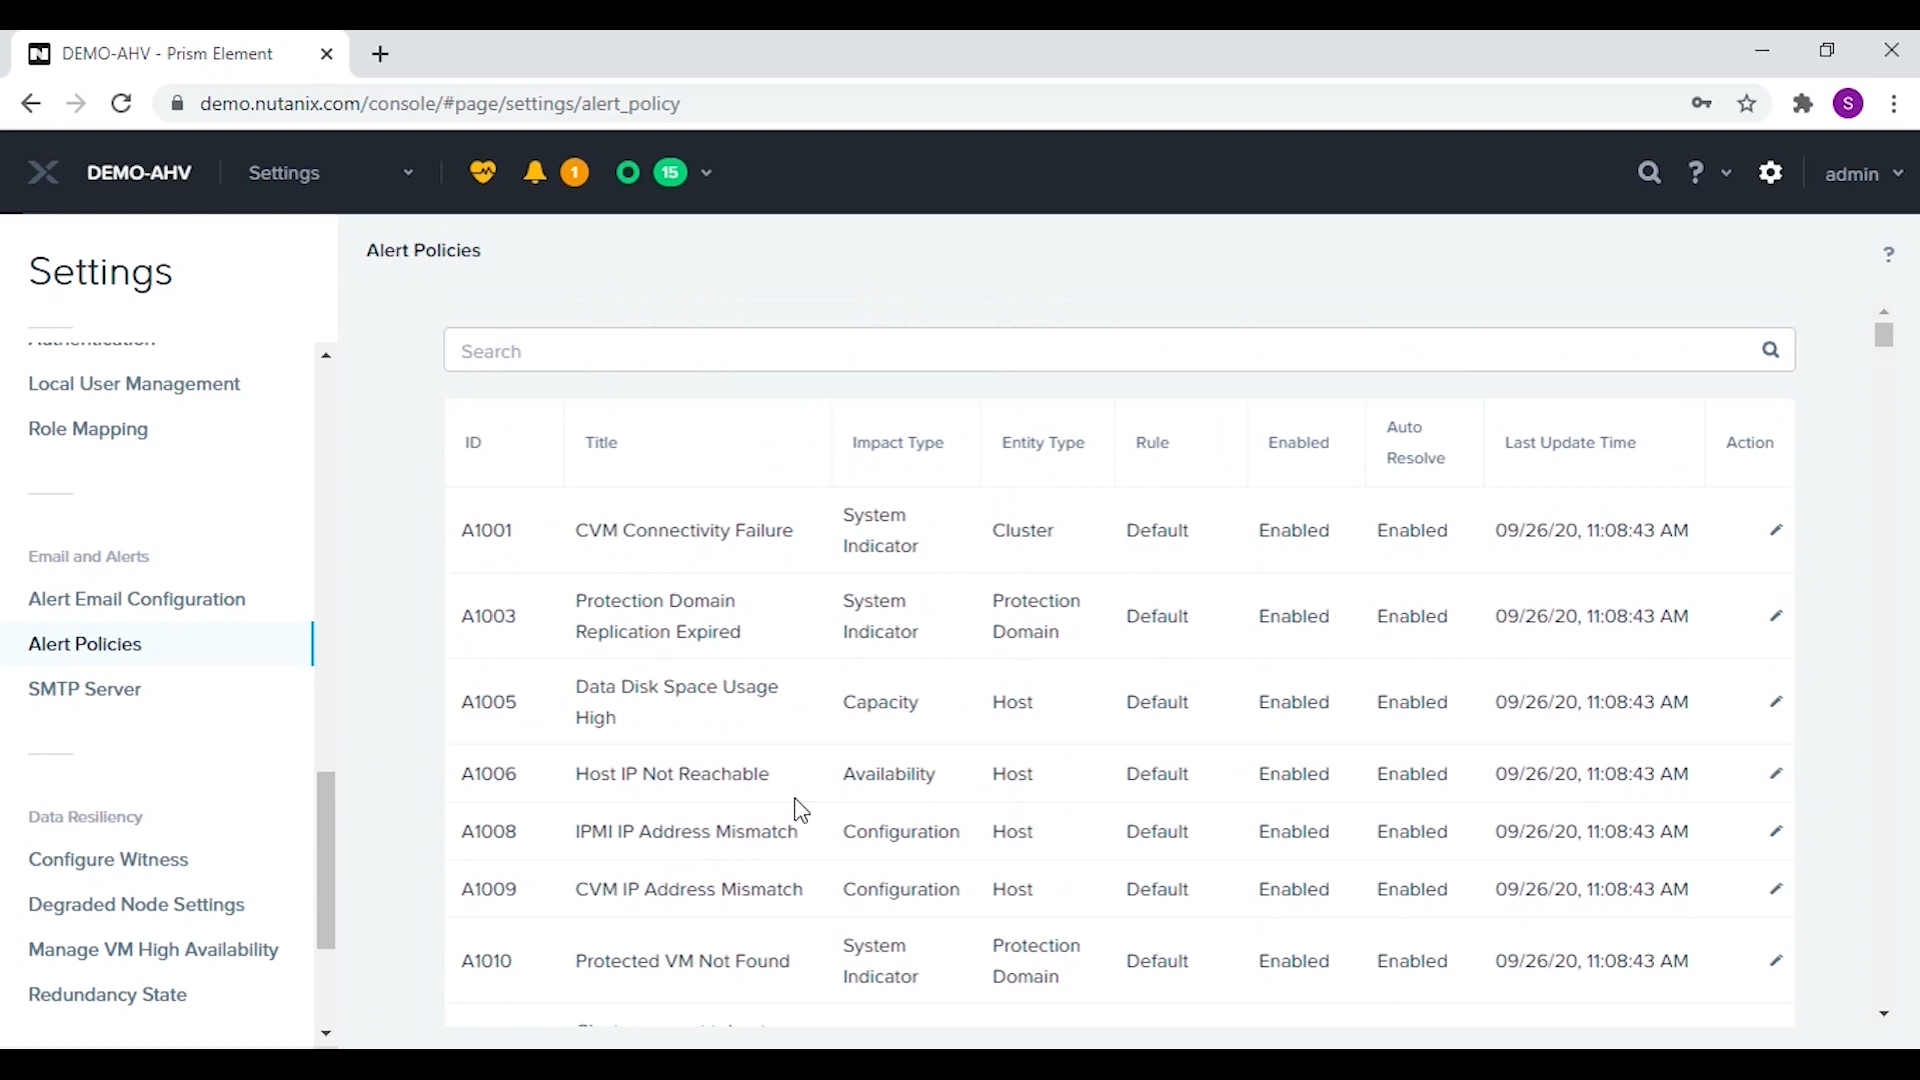 DEMO-AHV - Prism Element
demo.nutanix.com/console/#page/settings/alert_policy
S
DEMO-AHV
Settings
1
15
?
admin
Settings
Alert Policies
?
Authentication
Local User Management
Role Mapping
Email and Alerts
Alert Email Configuration
Alert Policies
SMTP Server
Data Resiliency
Configure Witness
Degraded Node Settings
Manage VM High Availability
Redundancy State
Search
ID Title Impact Type Entity Type Rule Enabled Auto Resolve Last Update Time Action
A1001 CVM Connectivity Failure System Indicator Cluster Default Enabled Enabled 09/26/20, 11:08:43 AM
A1003 Protection Domain Replication Expired System Indicator Protection Domain Default Enabled Enabled 09/26/20, 11:08:43 AM
A1005 Data Disk Space Usage High Capacity Host Default Enabled Enabled 09/26/20, 11:08:43 AM
A1006 Host IP Not Reachable Availability Host Default Enabled Enabled 09/26/20, 11:08:43 AM
A1008 IPMI IP Address Mismatch Configuration Host Default Enabled Enabled 09/26/20, 11:08:43 AM
A1009 CVM IP Address Mismatch Configuration Host Default Enabled Enabled 09/26/20, 11:08:43 AM
A1010 Protected VM Not Found System Indicator Protection Domain Default Enabled Enabled 09/26/20, 11:08:43 AM